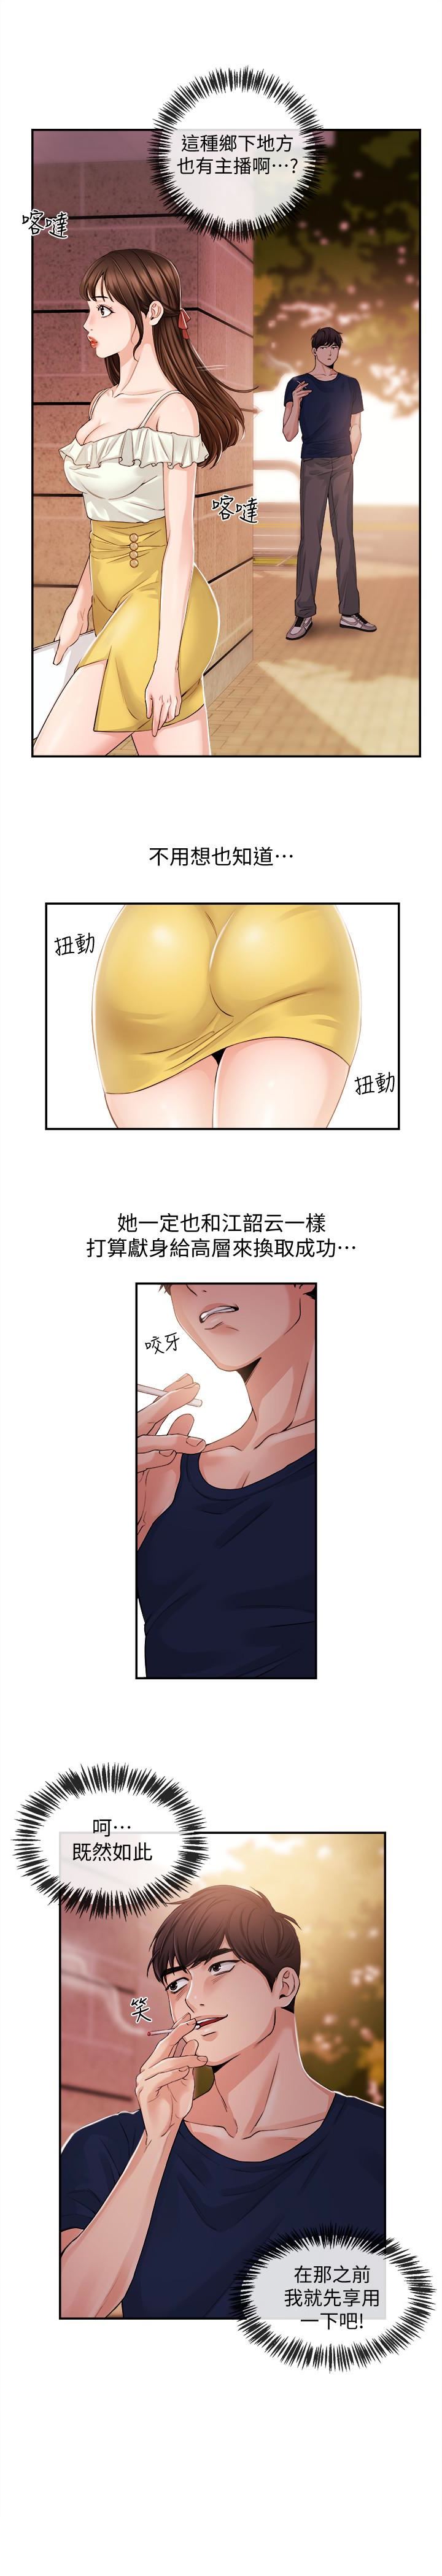 這種鄉下地方
也有主播啊⋯?
喀噠
喀噠
不用想也知道⋯
扭動
扭動
她一定也和江韶云一樣
打算獻身給高層來換取成功⋯
咬牙
呵⋯
既然如此
笑
在那之前
我就先享用
一下吧!